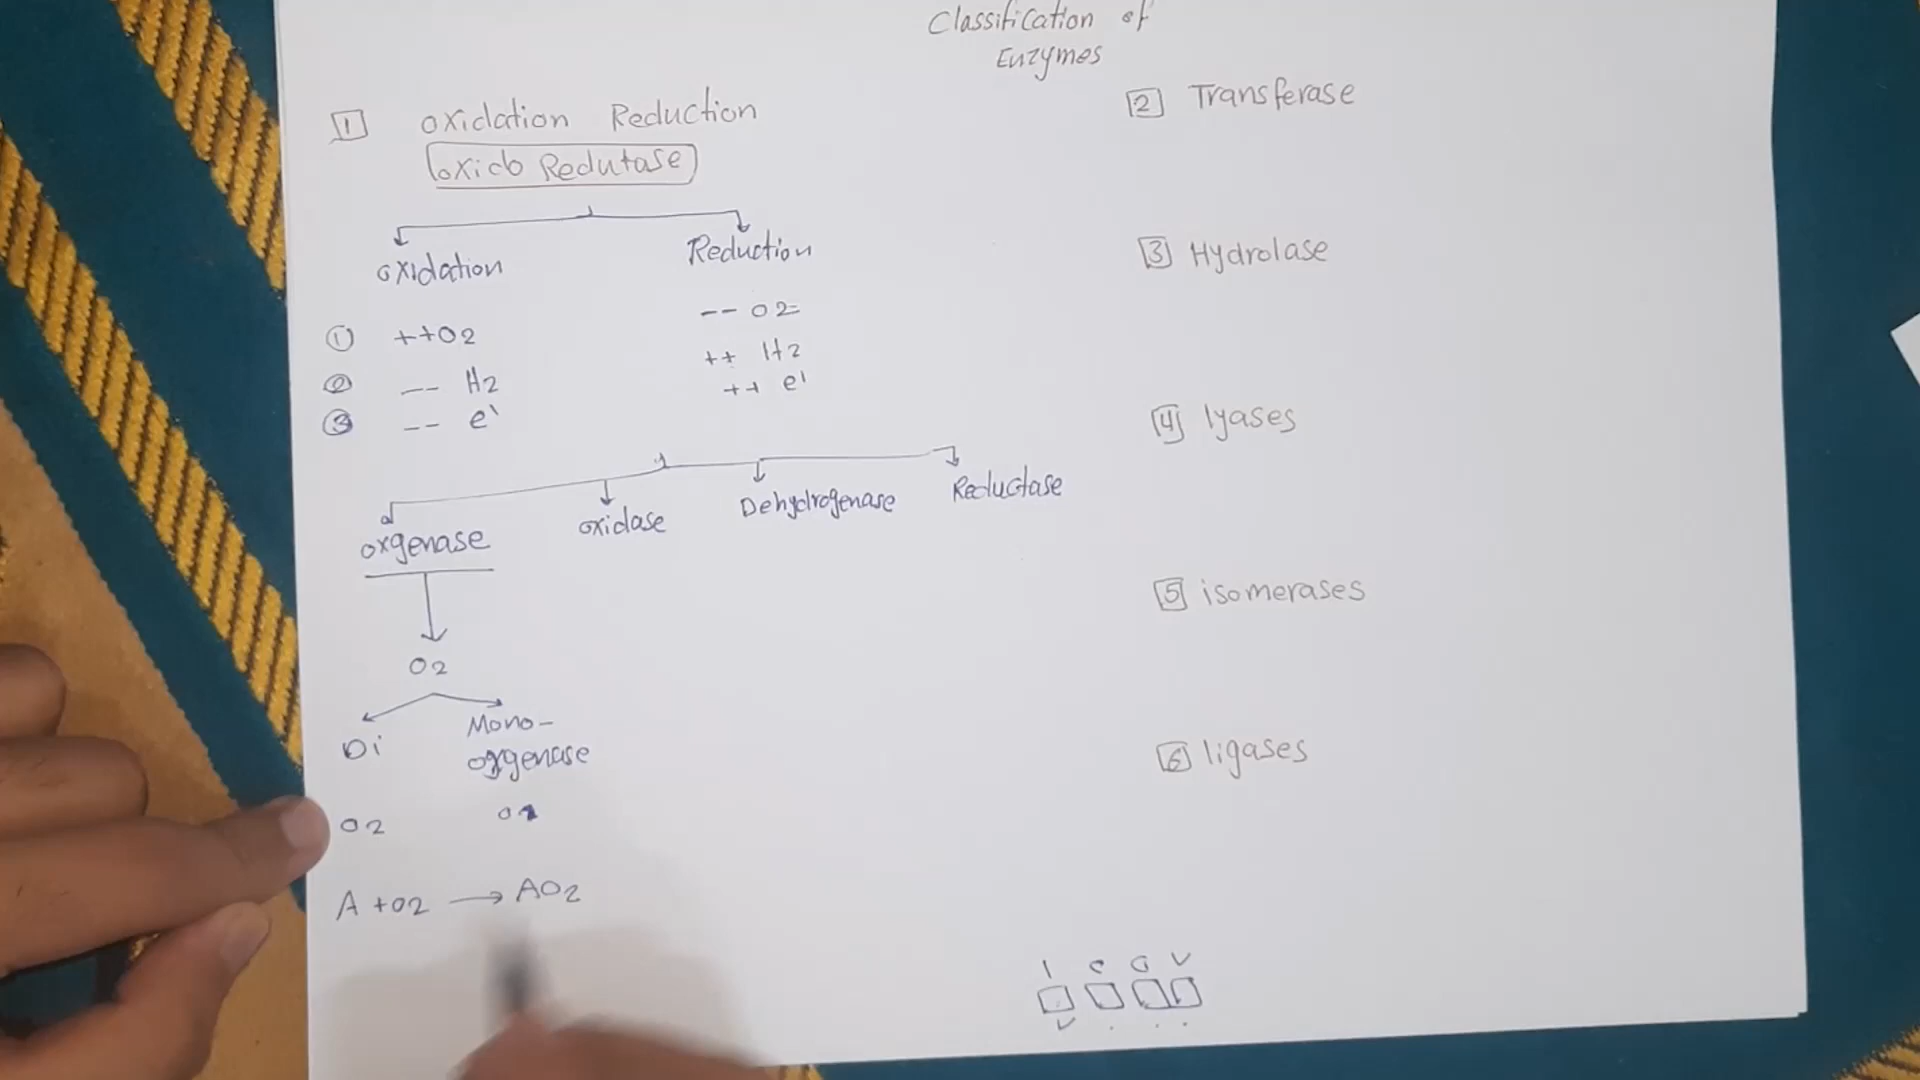 Classification of
Enzymes
1 oxidation Reduction
oxido Redutase
oxidation Reduction
① ++O2 -- O2
② -- H2 ++ H2
③ -- e' ++ e'
oxgenase oxidase Dehydrogenase Reductase
O2
Di Mono-
oxgenase
O2
A + O2 → AO2
2 Transferase
3 Hydrolase
4 lyases
5 isomerases
6 ligases